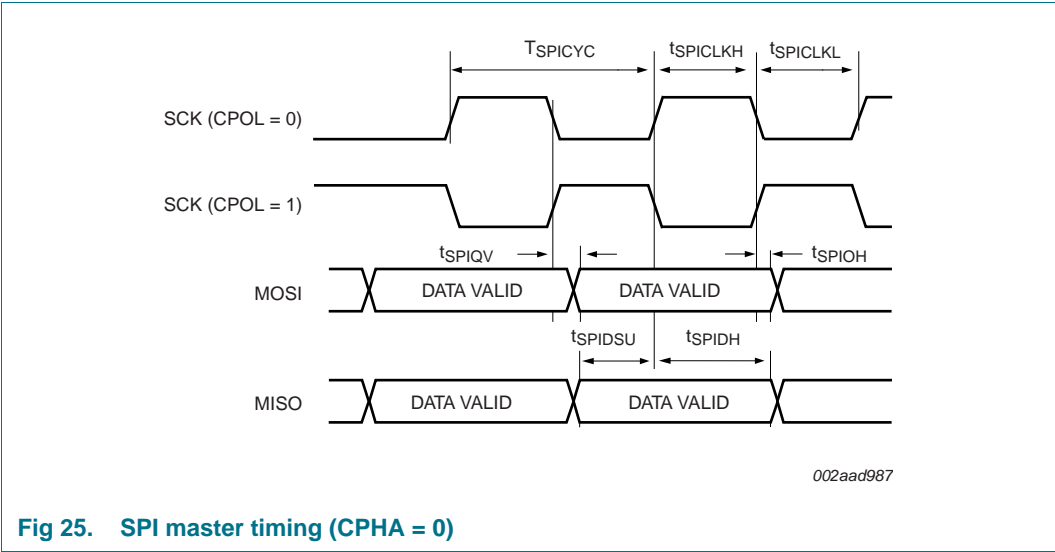 TSPICYC tSPICLKH tSPICLKL
SCK (CPOL = 0)
SCK (CPOL = 1)
tSPIQV tSPIOH
MOSI DATA VALID DATA VALID
tSPIDSU tSPIDH
MISO DATA VALID DATA VALID
002aad987
Fig 25. SPI master timing (CPHA = 0)